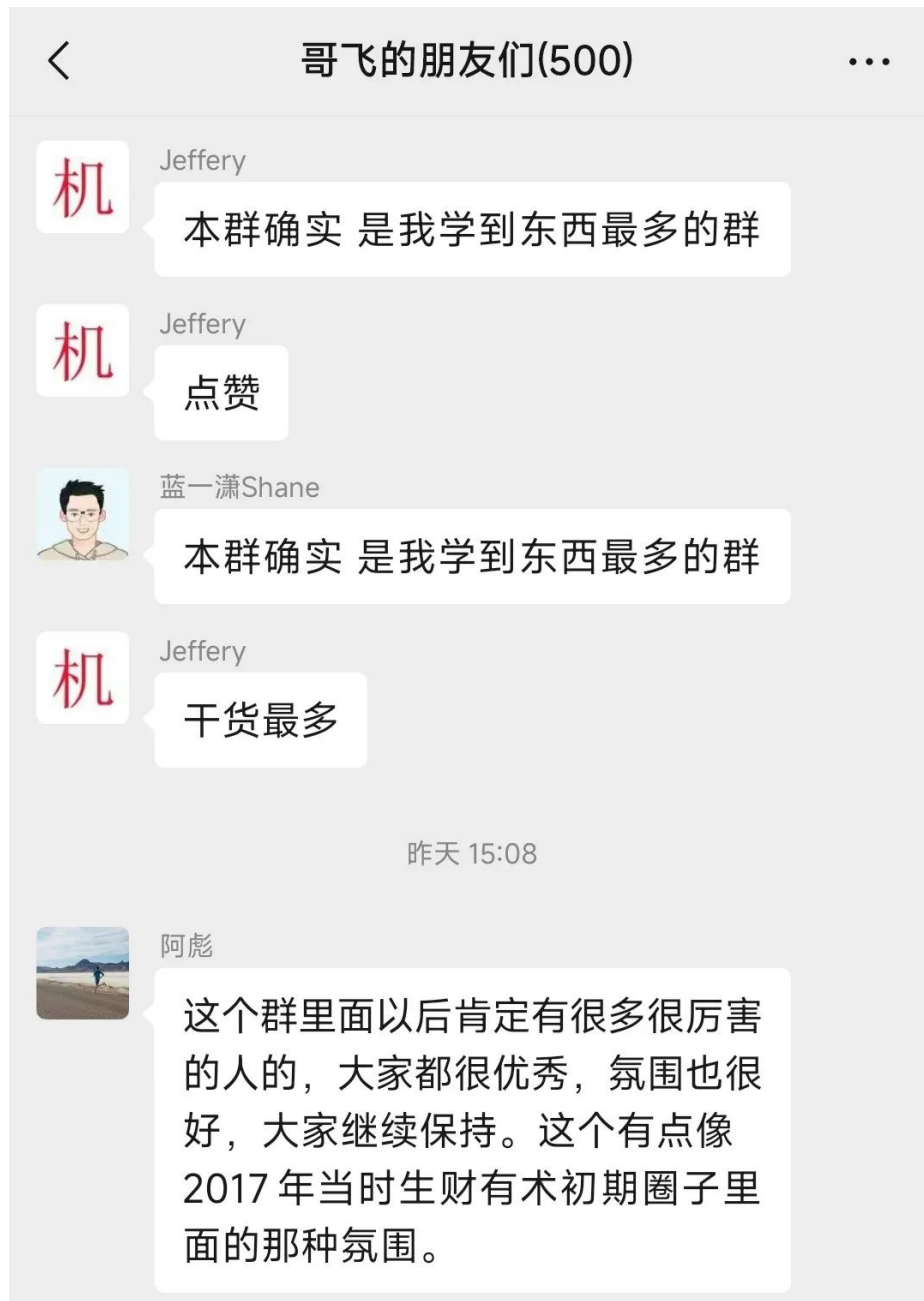 哥飞的朋友们(500)
机
Jeffery
本群确实 是我学到东西最多的群
机
Jeffery
点赞
蓝一潇Shane
本群确实 是我学到东西最多的群
机
Jeffery
干货最多
昨天 15:08
阿彪
这个群里面以后肯定有很多很厉害
的人的，大家都很优秀，氛围也很
好，大家继续保持。这个有点像
2017年当时生财有术初期圈子里
面的那种氛围。